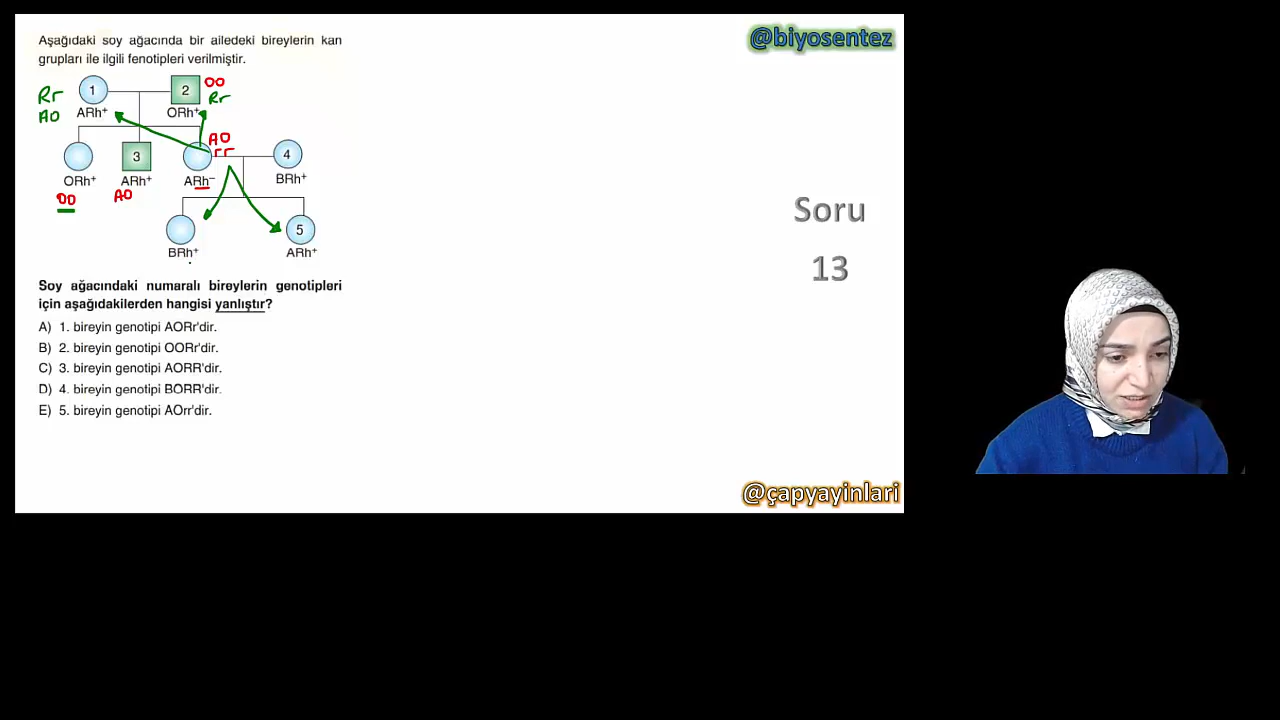 @biyosentez
Aşağıdaki soy ağacında bir ailedeki bireylerin kan
grupları ile ilgili fenotipleri verilmiştir.
Rr
AO
1
ARh⁺
2
ORh⁺
OO
Rr
ORh⁺
OO
3
ARh⁺
AO
AO
rr
ARh⁻
4
BRh⁺
BRh⁺
5
ARh⁺
Soru
13
Soy ağacındaki numaralı bireylerin genotipleri
için aşağıdakilerden hangisi yanlıştır?
A) 1. bireyin genotipi AORr'dir.
B) 2. bireyin genotipi OORr'dir.
C) 3. bireyin genotipi AORR'dir.
D) 4. bireyin genotipi BORR'dir.
E) 5. bireyin genotipi AOrr'dir.
@çapyayinlari